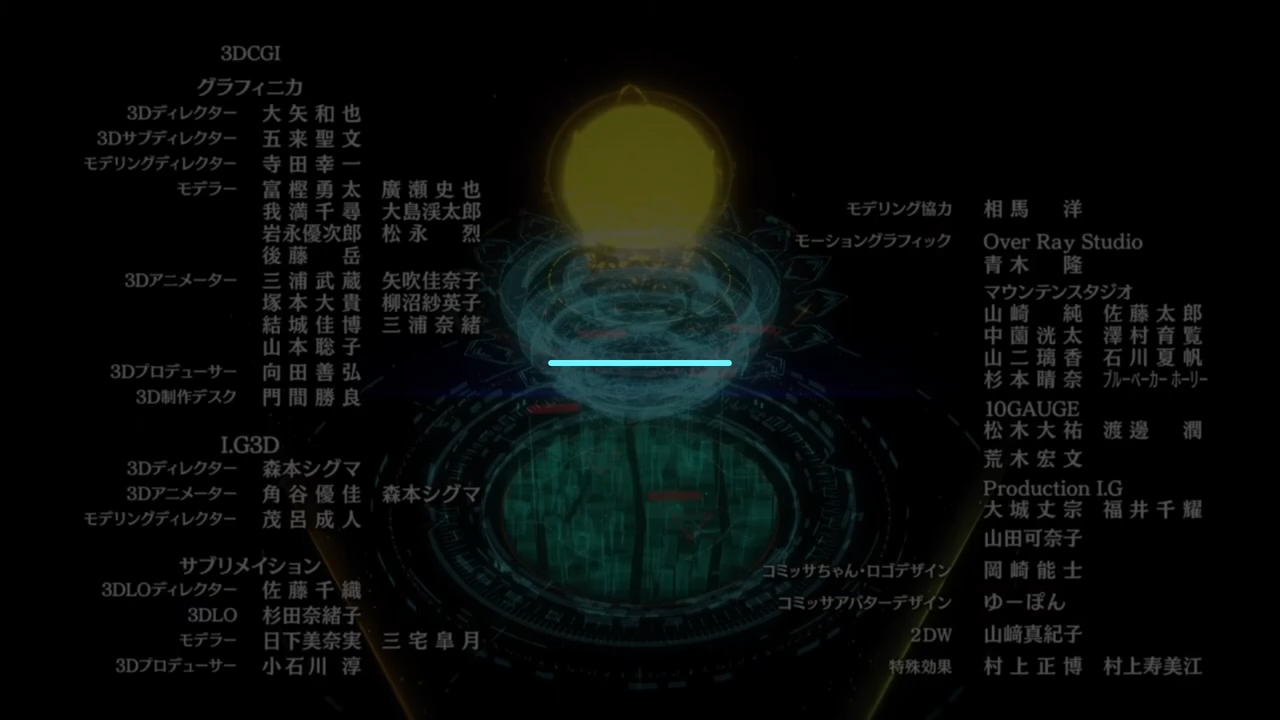 3DCGI
グラフィニカ
3Dディレクター 大矢和也
3Dサブディレクター 五来聖文
モデリングディレクター 寺田幸一
モデラー 富樫勇太 廣瀬史也
我満千尋 大島渓太郎
岩永優次郎 松永 烈
後藤 岳
3Dアニメーター 三浦武蔵 矢吹佳奈子
塚本大貴 柳沼紗英子
結城佳博 三浦奈緒
山本聡子
3Dプロデューサー 向田善弘
3D制作デスク 門間勝良
I.G3D
3Dディレクター 森本シグマ
3Dアニメーター 角谷優佳 森本シグマ
モデリングディレクター 茂呂成人
サブリメイション
3DLOディレクター 佐藤千織
3DLO 杉田奈緒子
モデラー 日下美奈実 三宅皐月
3Dプロデューサー 小石川 淳
モデリング協力 相馬 洋
モーショングラフィック Over Ray Studio
青木 隆
マウンテンスタジオ
山崎 純 佐藤太郎
中薗洸太 澤村育覧
山二璃香 石川夏帆
杉本晴奈 ブルーベーカー ホーリー
10GAUGE
松木大祐 渡邊 潤
荒木宏文
Production I.G
大城丈宗 福井千耀
山田可奈子
コミッサちゃん・ロゴデザイン 岡崎能士
コミッサアバターデザイン ゆーぽん
2DW 山﨑真紀子
特殊効果 村上正博 村上寿美江